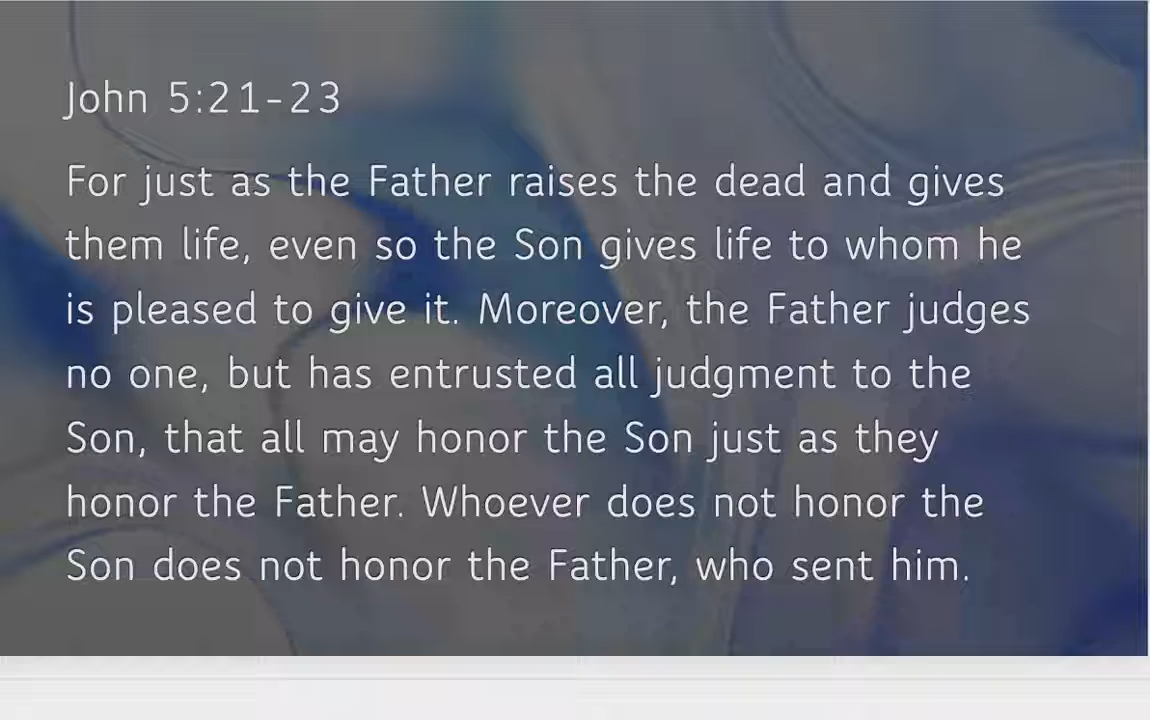 John 5:21-23
For just as the Father raises the dead and gives
them life, even so the Son gives life to whom he
is pleased to give it. Moreover, the Father judges
no one, but has entrusted all judgment to the
Son, that all may honor the Son just as they
honor the Father. Whoever does not honor the
Son does not honor the Father, who sent him.